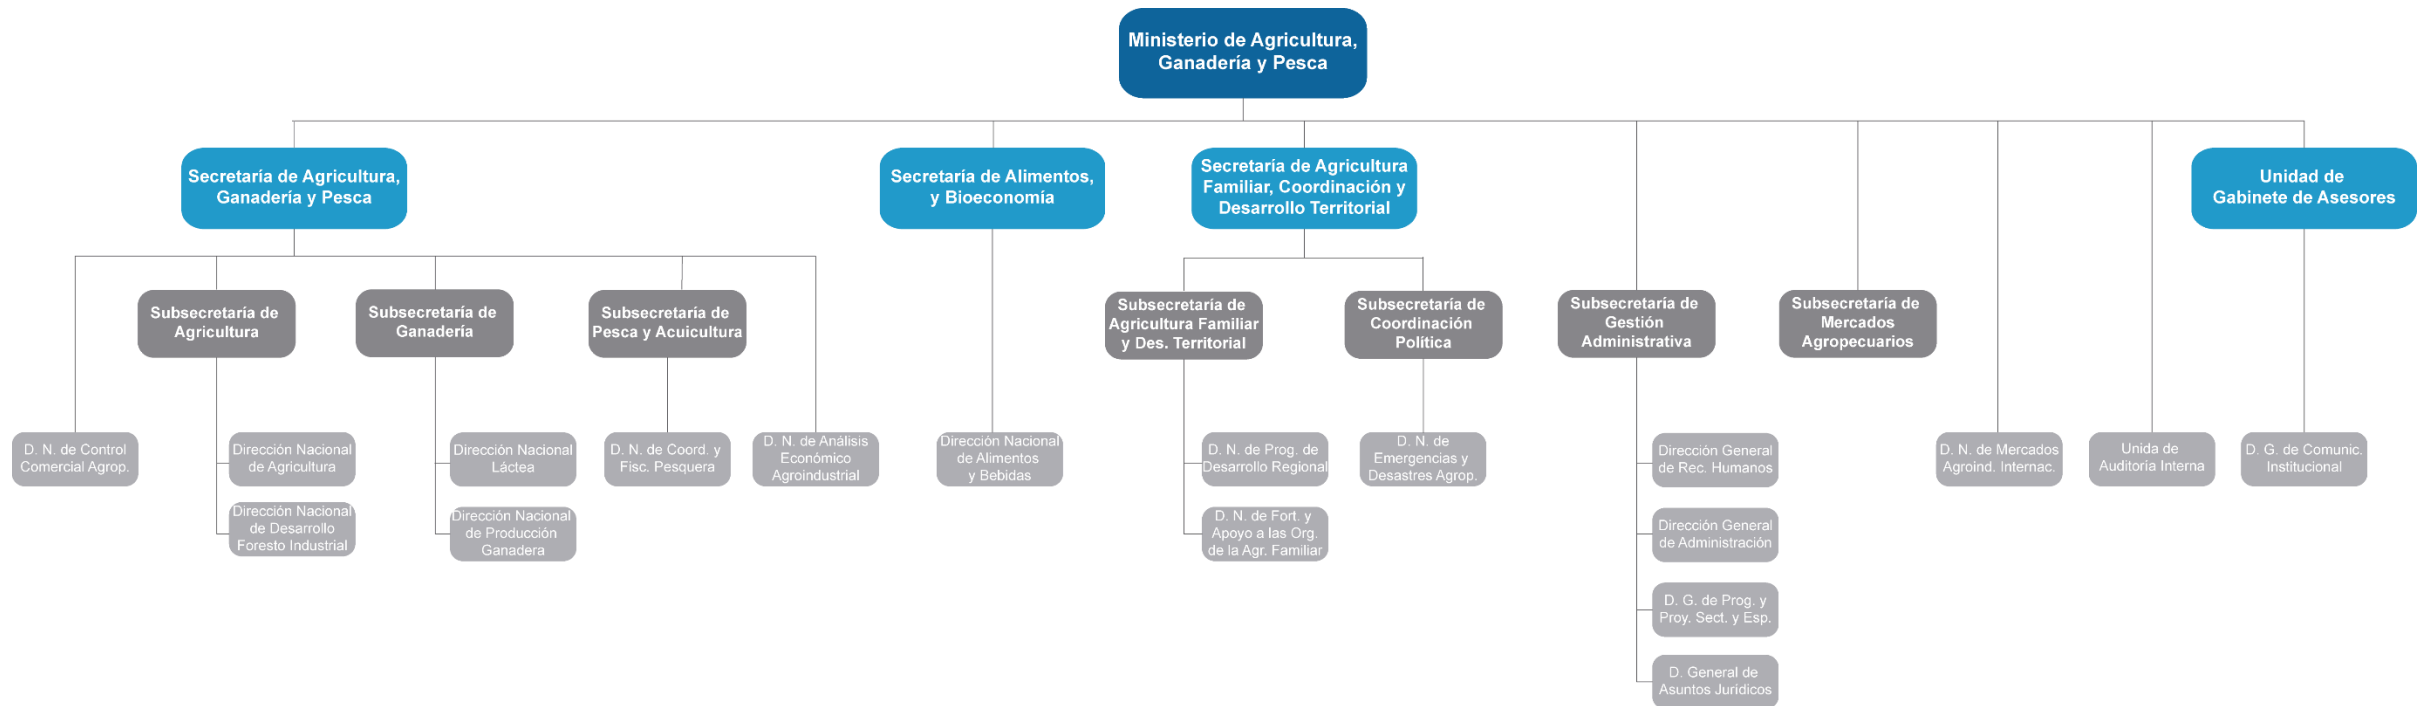 Ministerio de Agricultura,
Ganadería y Pesca
Secretaría de Agricultura,
Ganadería y Pesca
Secretaría de Alimentos,
y Bioeconomía
Secretaría de Agricultura
Familiar, Coordinación y
Desarrollo Territorial
Unidad de
Gabinete de Asesores
Subsecretaría de
Agricultura
Subsecretaría de
Ganadería
Subsecretaría de
Pesca y Acuicultura
Subsecretaría de
Agricultura Familiar
y Des. Territorial
Subsecretaría de
Coordinación
Política
Subsecretaría de
Gestión
Administrativa
Subsecretaría de
Mercados
Agropecuarios
D. N. de Control
Comercial Agrop.
Dirección Nacional
de Agricultura
Dirección Nacional
Láctea
D. N. de Coord. y
Fisc. Pesquera
D. N. de Análisis
Económico
Agroindustrial
Dirección Nacional
de Alimentos
y Bebidas
D. N. de Prog. de
Desarrollo Regional
D. N. de
Emergencias y
Desastres Agrop.
Dirección General
de Rec. Humanos
D. N. de Mercados
Agroind. Internac.
Unida de
Auditoría Interna
D. G. de Comunic.
Institucional
Dirección Nacional
de Desarrollo
Foresto Industrial
Dirección Nacional
de Producción
Ganadera
D. N. de Fort. y
Apoyo a las Org.
de la Agr. Familiar
Dirección General
de Administración
D. G. de Prog. y
Proy. Sect. y Esp.
D. General de
Asuntos Jurídicos